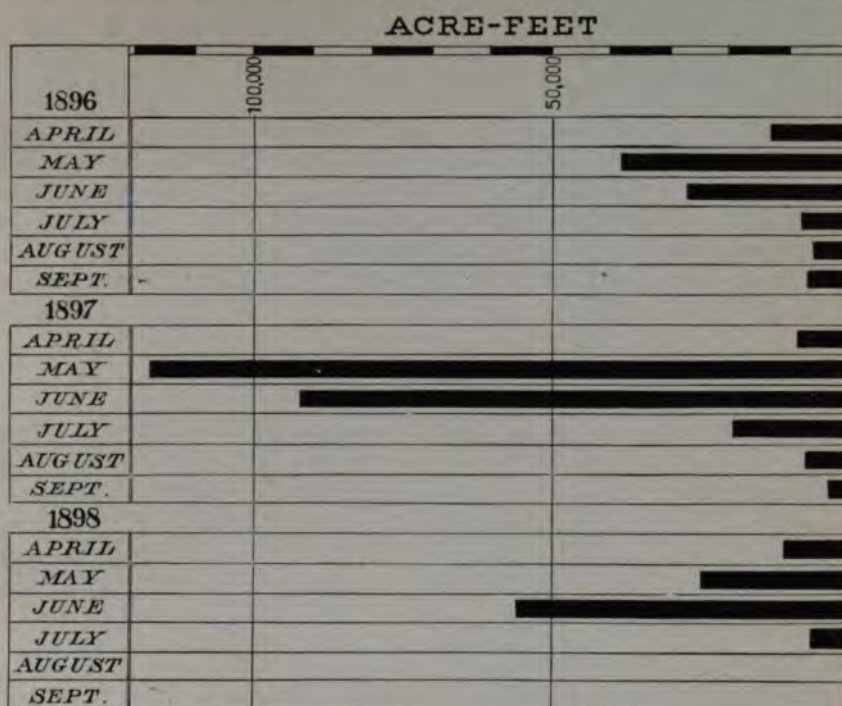 ACRE-FEET
100,000 50,000
1896
APRIL
MAY
JUNE
JULY
AUGUST
SEPT.
1897
APRIL
MAY
JUNE
JULY
AUGUST
SEPT.
1898
APRIL
MAY
JUNE
JULY
AUGUST
SEPT.